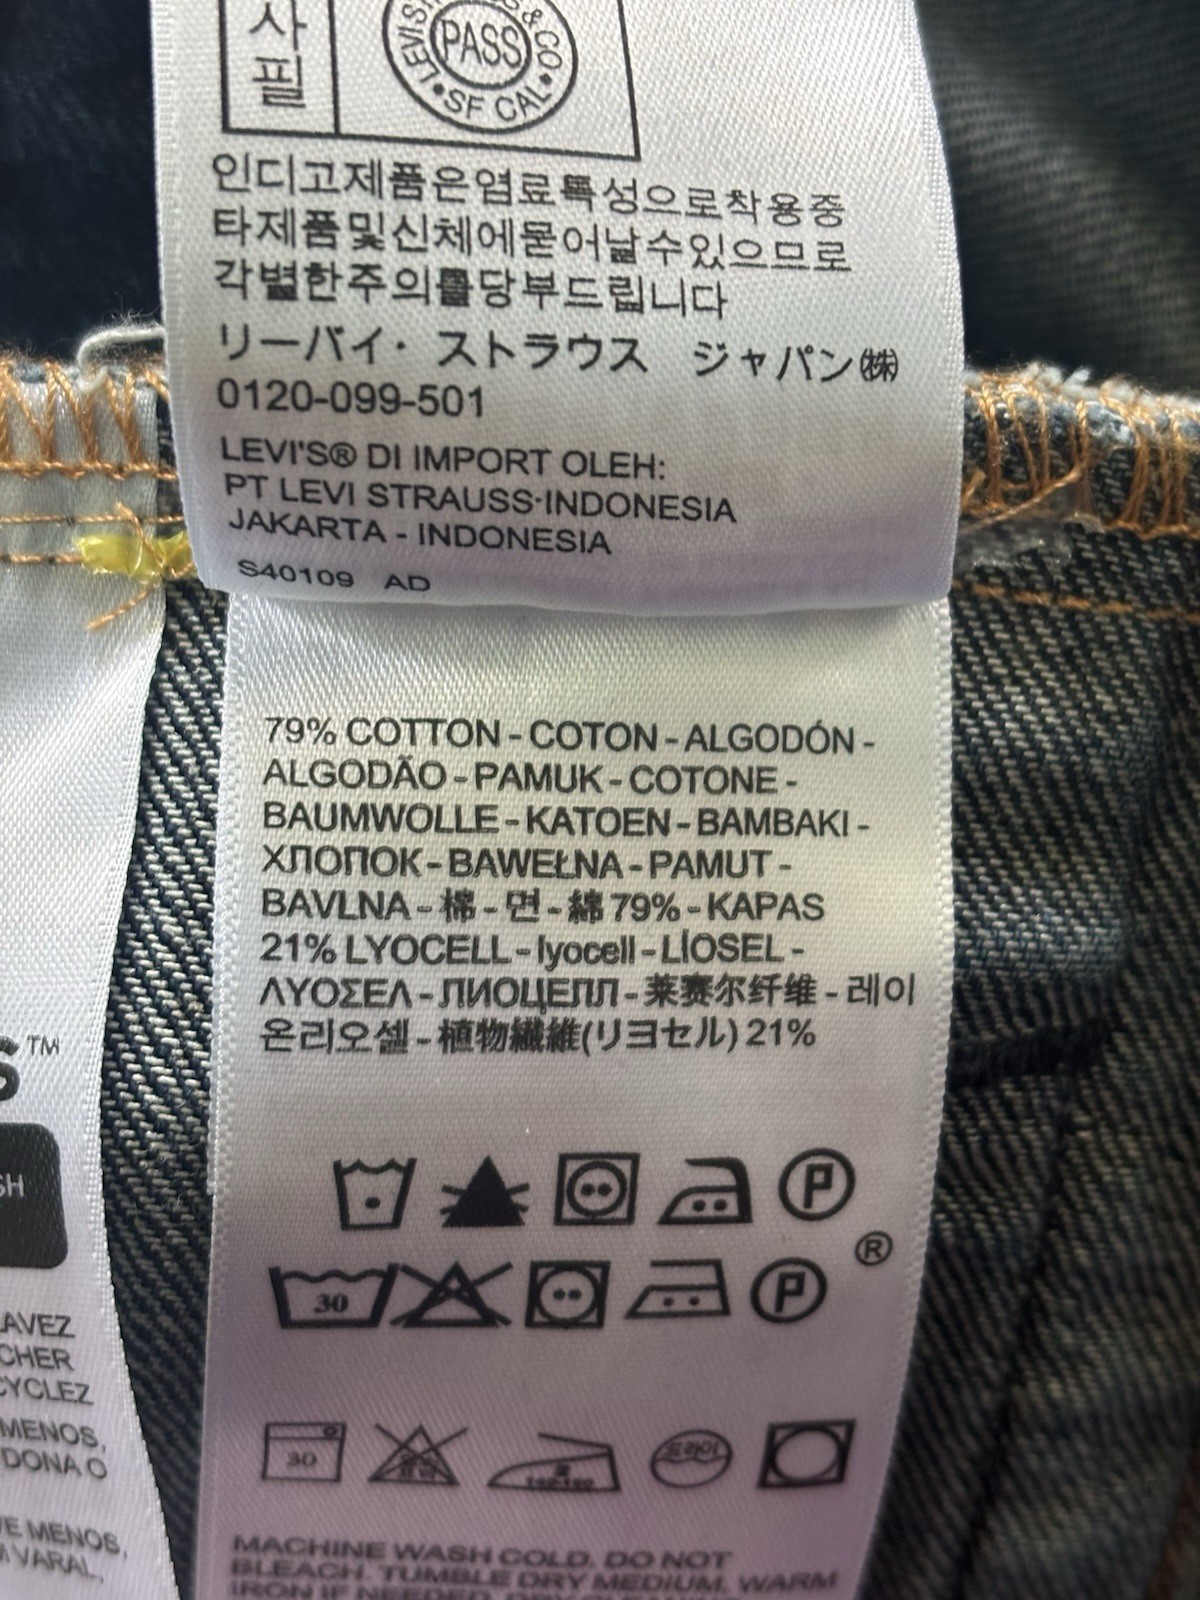 사
필
LEVI'S & CO
PASS
SF CAL
인디고제품은염료특성으로착용중
타제품및신체에묻어날수있으므로
각별한주의를당부드립니다
リーバイ・ストラウス ジャパン㈱
0120-099-501
LEVI'S® DI IMPORT OLEH:
PT LEVI STRAUSS-INDONESIA
JAKARTA - INDONESIA
S40109 AD
79% COTTON - COTON - ALGODÓN -
ALGODÃO - PAMUK - COTONE -
BAUMWOLLE - KATOEN - BAMBAKI -
ХЛОПОК - BAWEŁNA - PAMUT -
BAVLNA - 棉 - 면 - 綿 79% - KAPAS
21% LYOCELL - lyocell - LİOSEL -
ΛΥΟΣΕΛ - ЛИОЦЕЛЛ - 莱赛尔纤维 - 레이
온리오셀 - 植物繊維(リヨセル) 21%
P
®
30
P
30 드라이
MACHINE WASH COLD. DO NOT
BLEACH. TUMBLE DRY MEDIUM. WARM
IRON IF NEEDED. DRY CLEANING
S™
SH
AVEZ
CHER
CYCLEZ
MENOS,
DONA O
E MENOS,
VARAL,